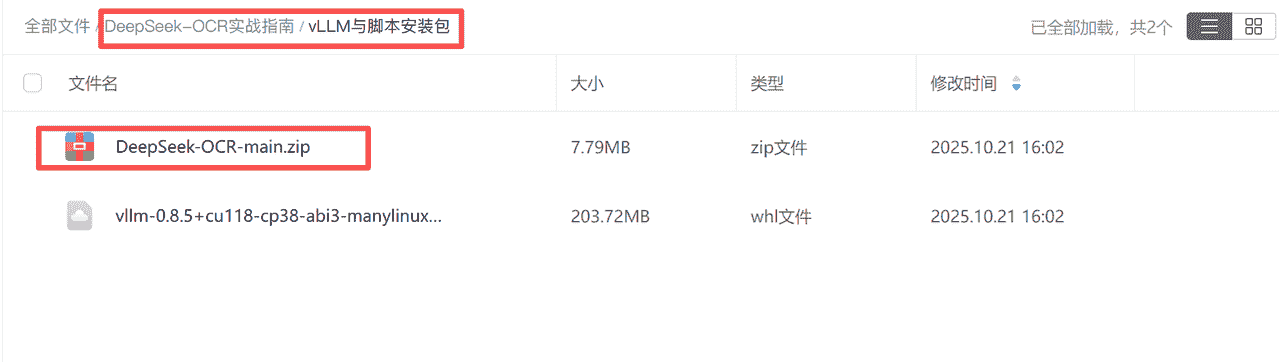 全部文件 / DeepSeek-OCR实战指南 / vLLM与脚本安装包 已全部加载，共2个
文件名 大小 类型 修改时间
DeepSeek-OCR-main.zip 7.79MB zip文件 2025.10.21 16:02
vllm-0.8.5+cu118-cp38-abi3-manylinux... 203.72MB whl文件 2025.10.21 16:02